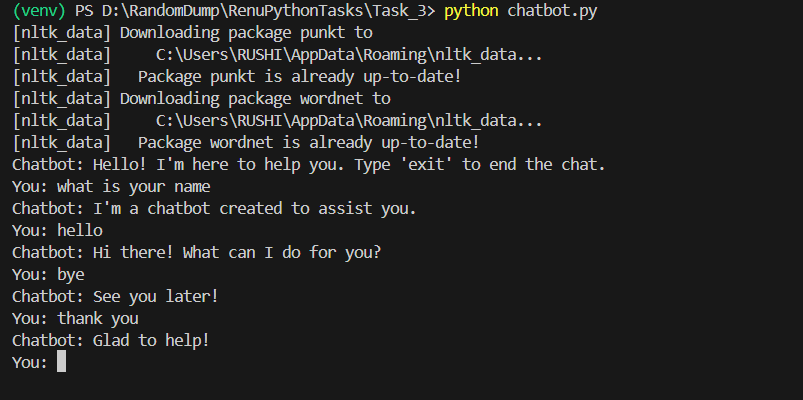 (venv) PS D:\RandomDump\RenuPythonTasks\Task_3> python chatbot.py
[nltk_data] Downloading package punkt to
[nltk_data]     C:\Users\RUSHI\AppData\Roaming\nltk_data...
[nltk_data]   Package punkt is already up-to-date!
[nltk_data] Downloading package wordnet to
[nltk_data]     C:\Users\RUSHI\AppData\Roaming\nltk_data...
[nltk_data]   Package wordnet is already up-to-date!
Chatbot: Hello! I'm here to help you. Type 'exit' to end the chat.
You: what is your name
Chatbot: I'm a chatbot created to assist you.
You: hello
Chatbot: Hi there! What can I do for you?
You: bye
Chatbot: See you later!
You: thank you
Chatbot: Glad to help!
You: